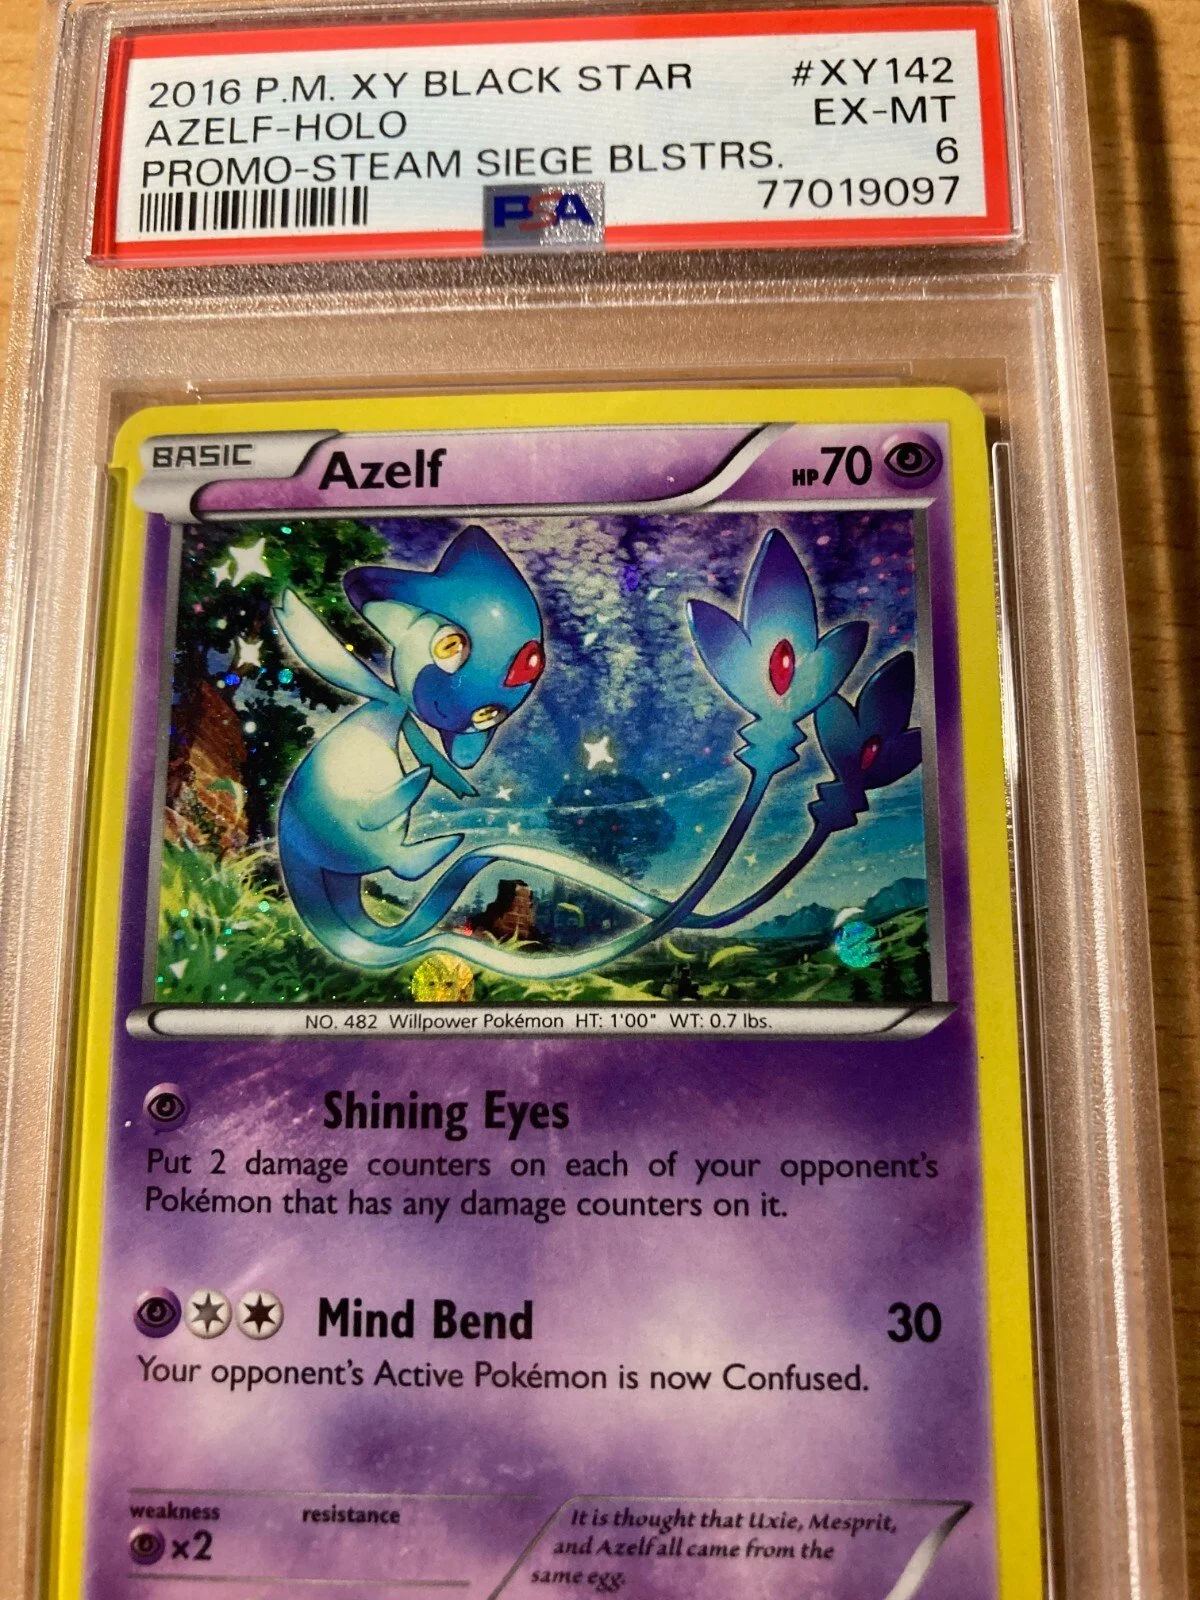 2016 P.M. XY BLACK STAR #XY142
AZELF-HOLO EX-MT
PROMO-STEAM SIEGE BLSTRS. 6
PSA 77019097
BASIC Azelf HP70
NO. 482 Willpower Pokémon HT: 1'00" WT: 0.7 lbs.
Shining Eyes
Put 2 damage counters on each of your opponent's
Pokémon that has any damage counters on it.
Mind Bend 30
Your opponent's Active Pokémon is now Confused.
weakness resistance
x2
It is thought that Uxie, Mesprit,
and Azelf all came from the
same egg.